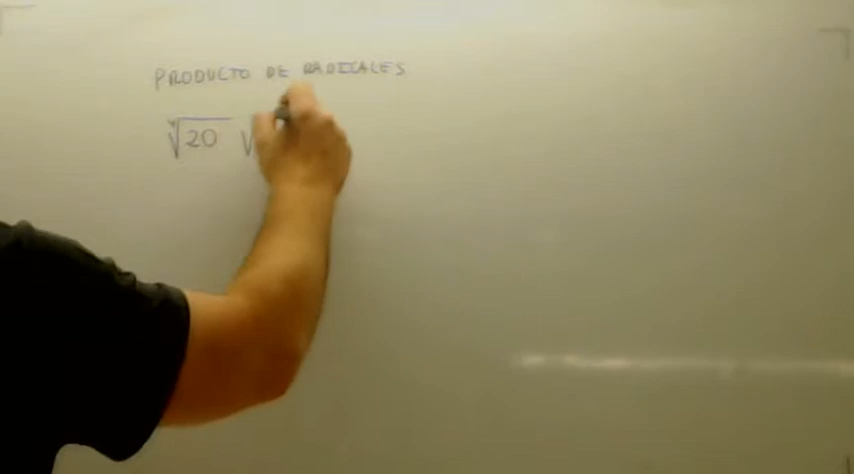 PRODUCTO DE RADICALES
∜20 √